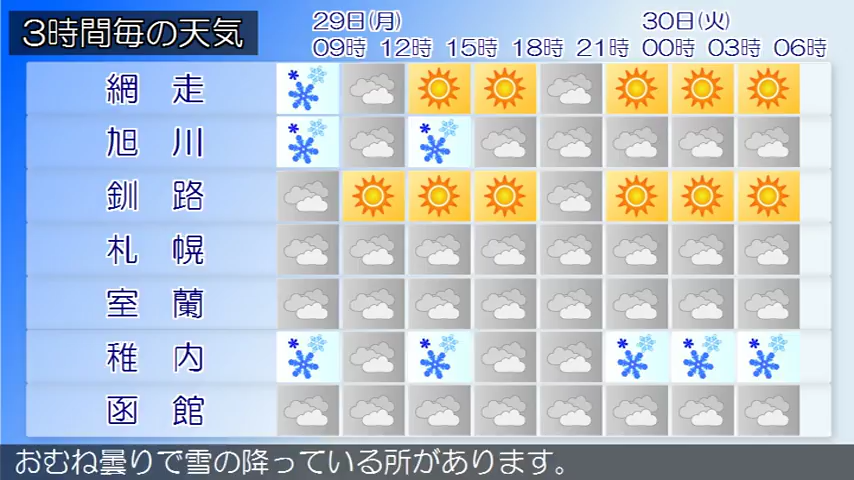 3時間毎の天気
29日(月) 30日(火)
09時 12時 15時 18時 21時 00時 03時 06時
網走
旭川
釧路
札幌
室蘭
稚内
函館
おむね曇りで雪の降っている所があります。